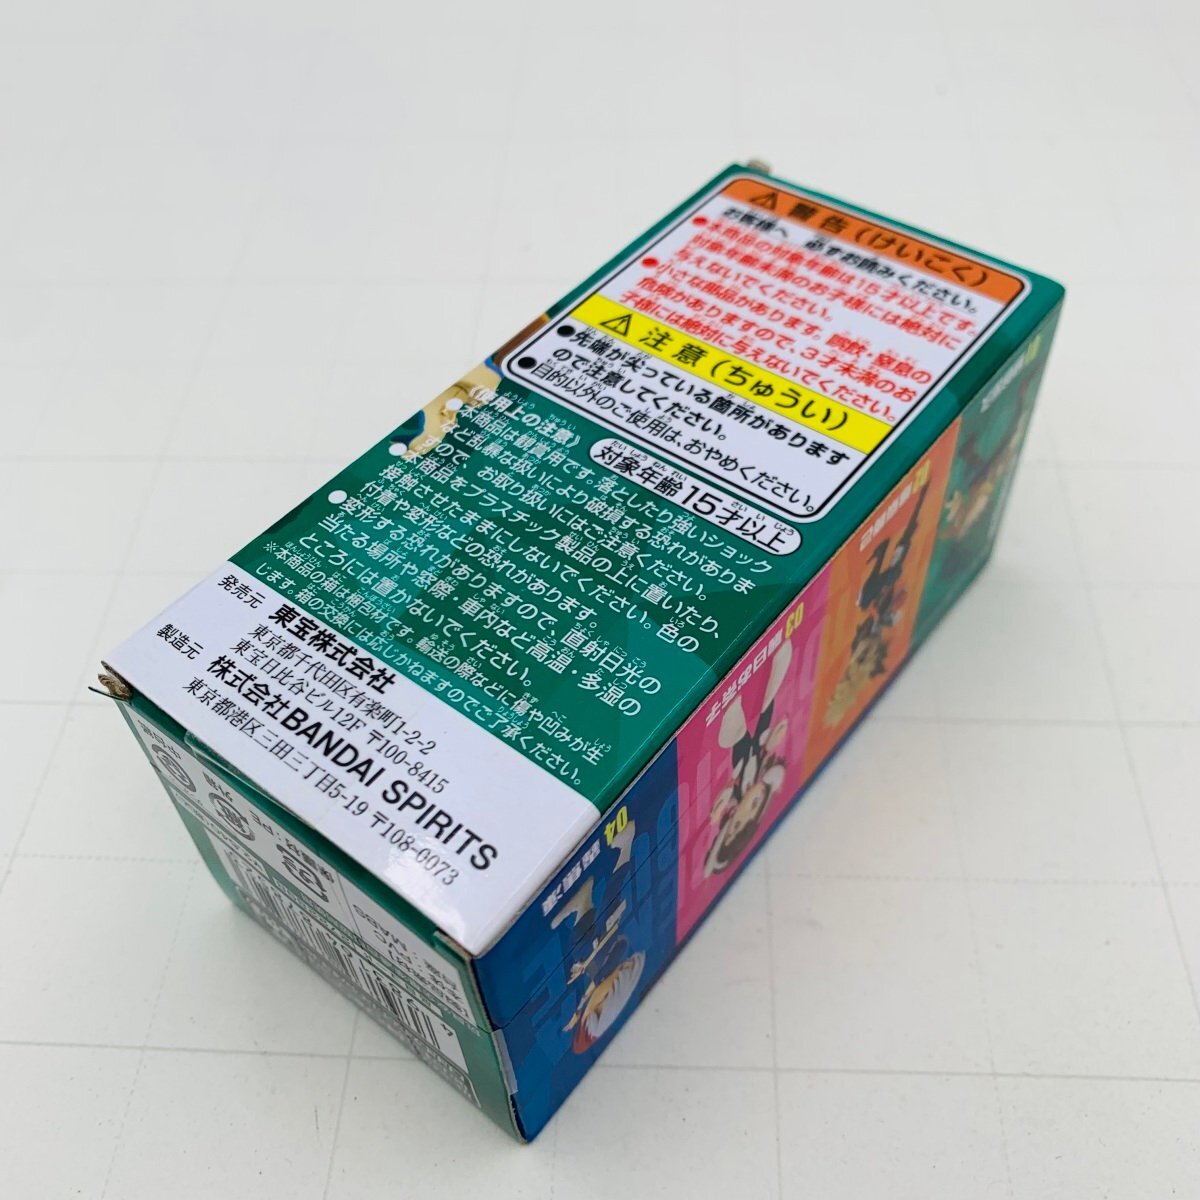 警告（けいこく）
お客様へ 必ずお読みください。
●本商品の対象年齢は15才以上です。
対象年齢未満のお子様には絶対に
与えないでください。
●小さな部品があります。誤飲、窒息の
危険がありますので、3才未満のお
子様には絶対に与えないでください。
注意（ちゅうい）
●先端が尖っている箇所があります
ので注意してください。
●目的以外のご使用は、おやめください。
対象年齢15才以上
《使用上の注意》
●本商品は観賞用です。落としたり強いショック
など乱暴な扱いにより破損する恐れがありま
すので、お取り扱いにはご注意ください。
●本商品をプラスチック製品の上に置いたり、
接触させたままにしないでください。色の
付着や変形などの恐れがあります。
●変形する恐れがありますので、直射日光の
当たる場所や窓際、車内など高温・多湿の
ところには置かないでください。
※本商品の箱は梱包材です。輸送の際などに傷や凹みが生
じます。箱の交換には応じかねますのでご了承ください。
発売元 東宝株式会社
東京都千代田区有楽町1-2-2
東宝日比谷ビル12F 〒100-8415
製造元 株式会社BANDAI SPIRITS
東京都港区三田三丁目5-19 〒108-0073
03 麗日お茶子
04
PE
MABS